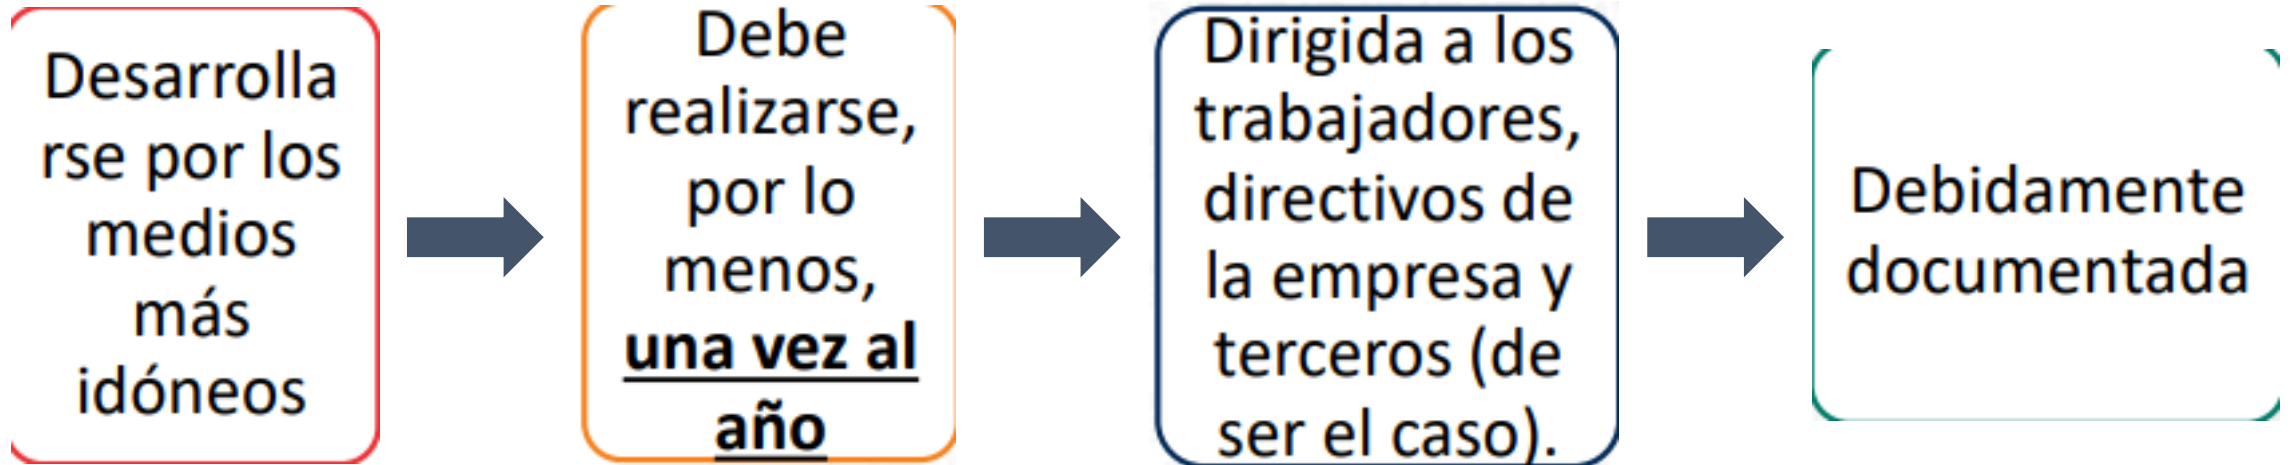 Desarrolla
rse por los
medios
más
idóneos
Debe
realizarse,
por lo
menos,
una vez al
año
Dirigida a los
trabajadores,
directivos de
la empresa y
terceros (de
ser el caso).
Debidamente
documentada